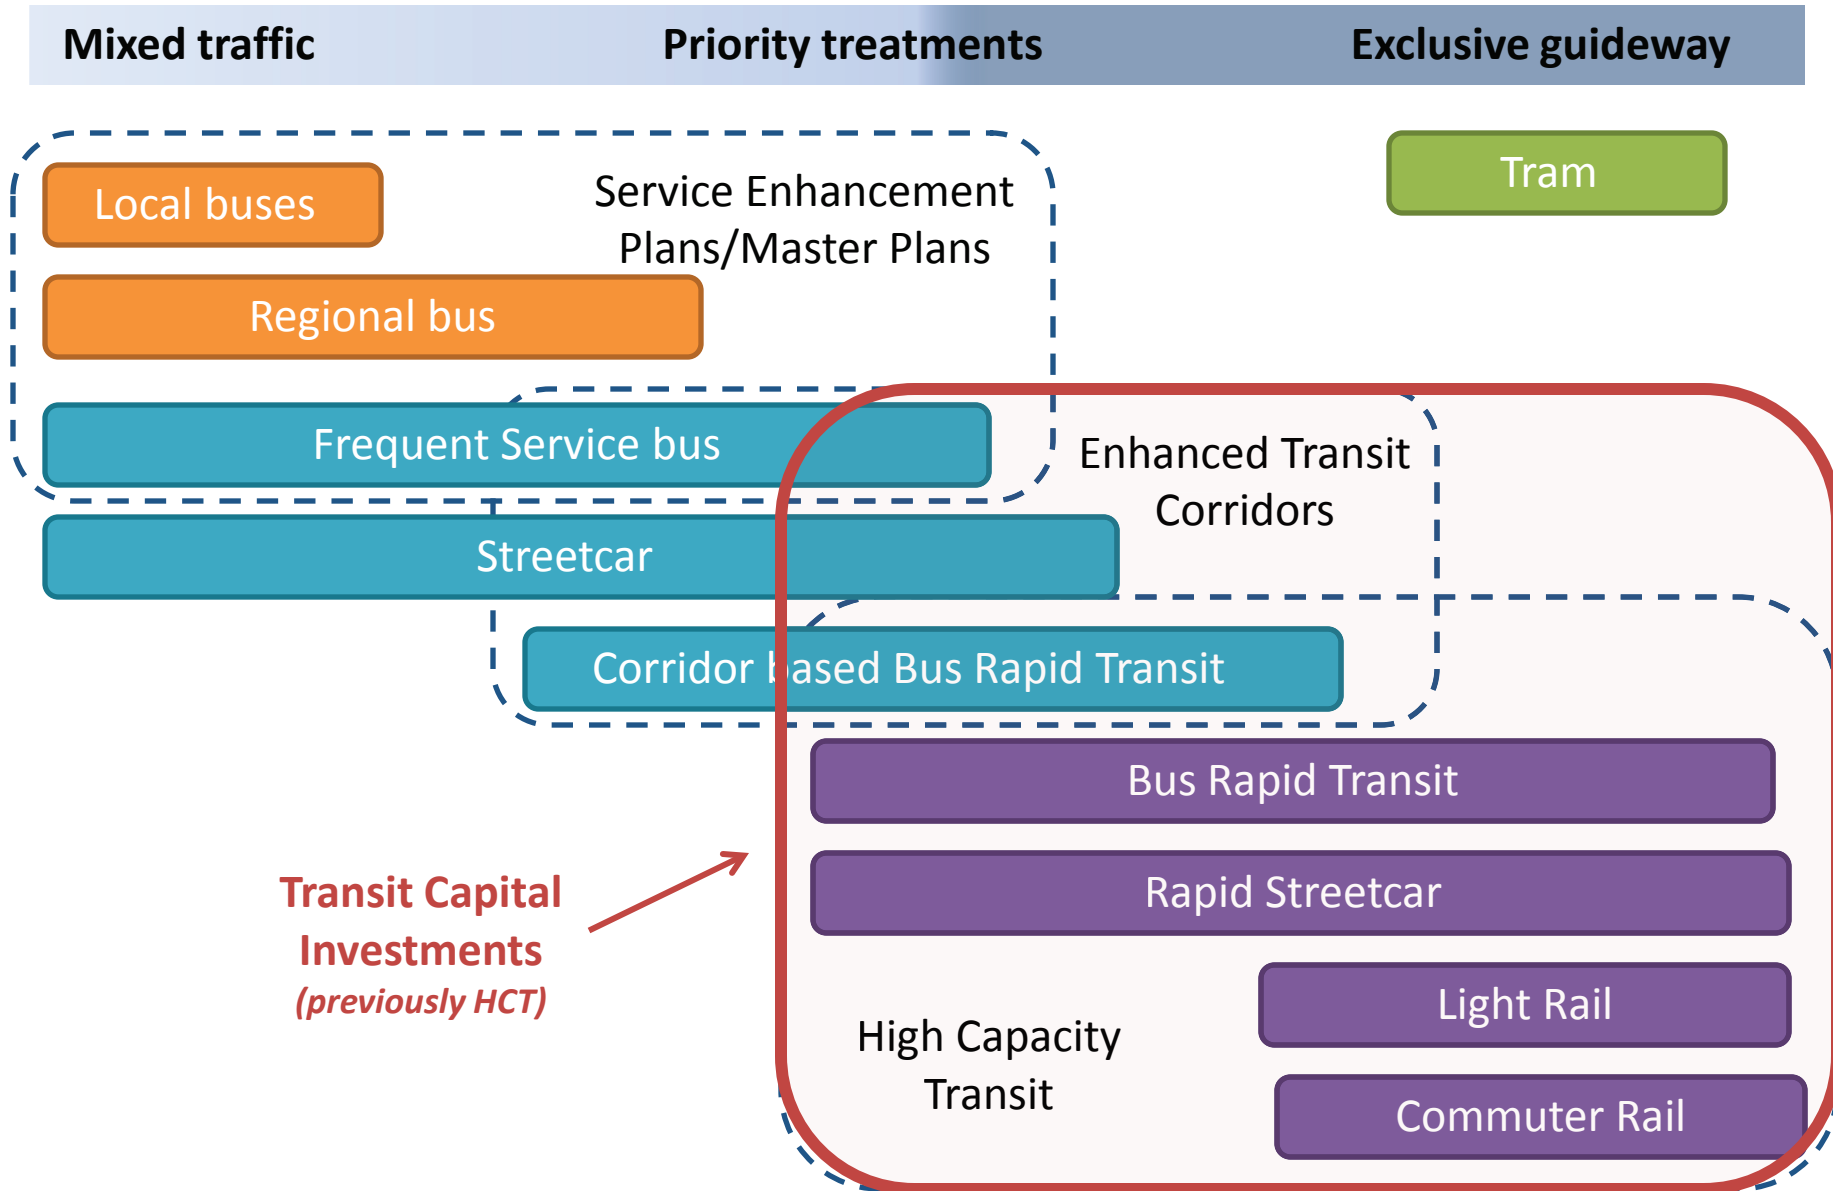 Mixed traffic
Priority treatments
Exclusive guideway
Local buses
Service Enhancement
Plans/Master Plans
Tram
Regional bus
Frequent Service bus
Enhanced Transit
Corridors
Streetcar
Corridor based Bus Rapid Transit
Bus Rapid Transit
Rapid Streetcar
Transit Capital
Investments
(previously HCT)
Light Rail
High Capacity
Transit
Commuter Rail